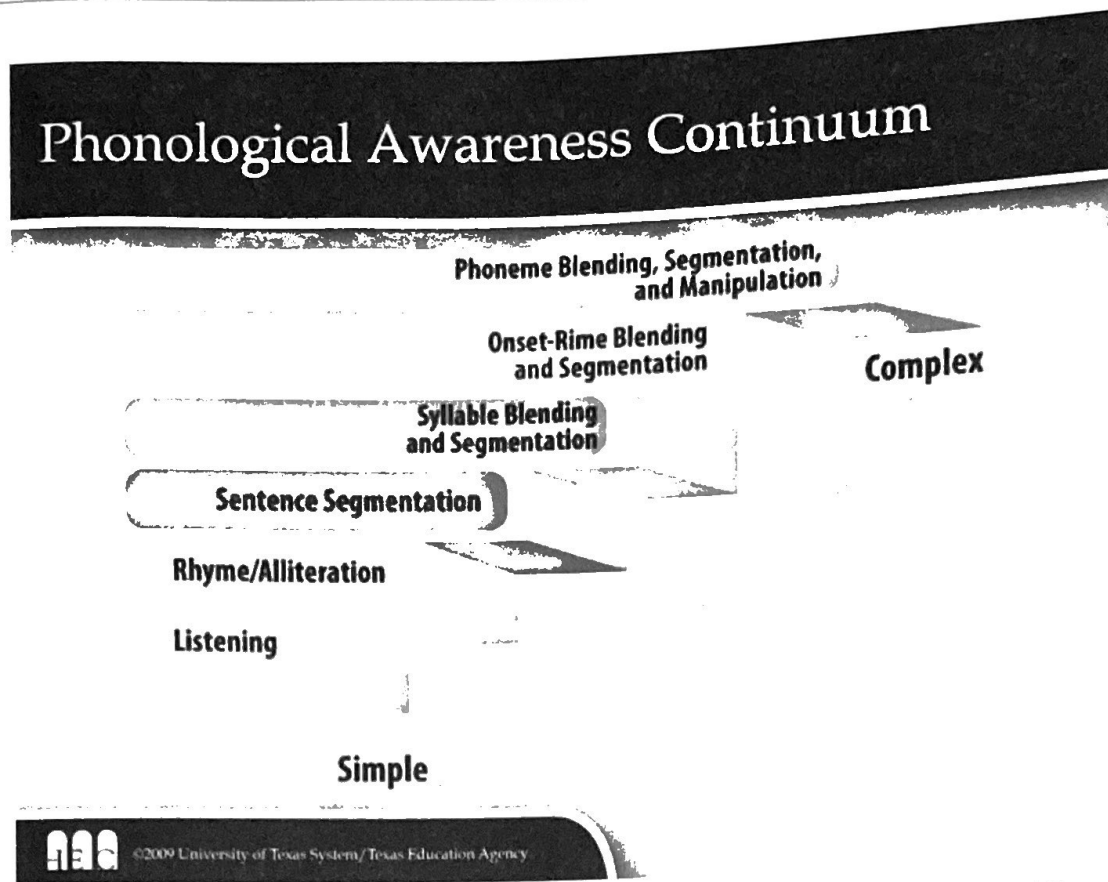 Phonological Awareness Continuum
Phoneme Blending, Segmentation,
and Manipulation
Onset-Rime Blending
and Segmentation
Complex
Syllable Blending
and Segmentation
Sentence Segmentation
Rhyme/Alliteration
Listening
Simple
©2009 University of Texas System/Texas Education Agency